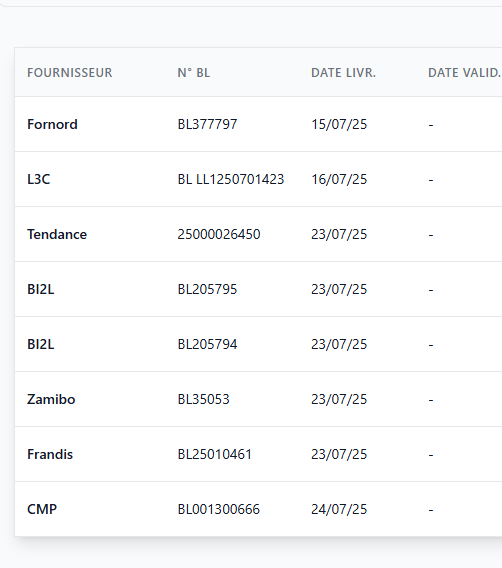 FOURNISSEUR N° BL DATE LIVR. DATE VALID.
Fornord BL377797 15/07/25 -
L3C BL LL1250701423 16/07/25 -
Tendance 25000026450 23/07/25 -
BI2L BL205795 23/07/25 -
BI2L BL205794 23/07/25 -
Zamibo BL35053 23/07/25 -
Frandis BL25010461 23/07/25 -
CMP BL001300666 24/07/25 -